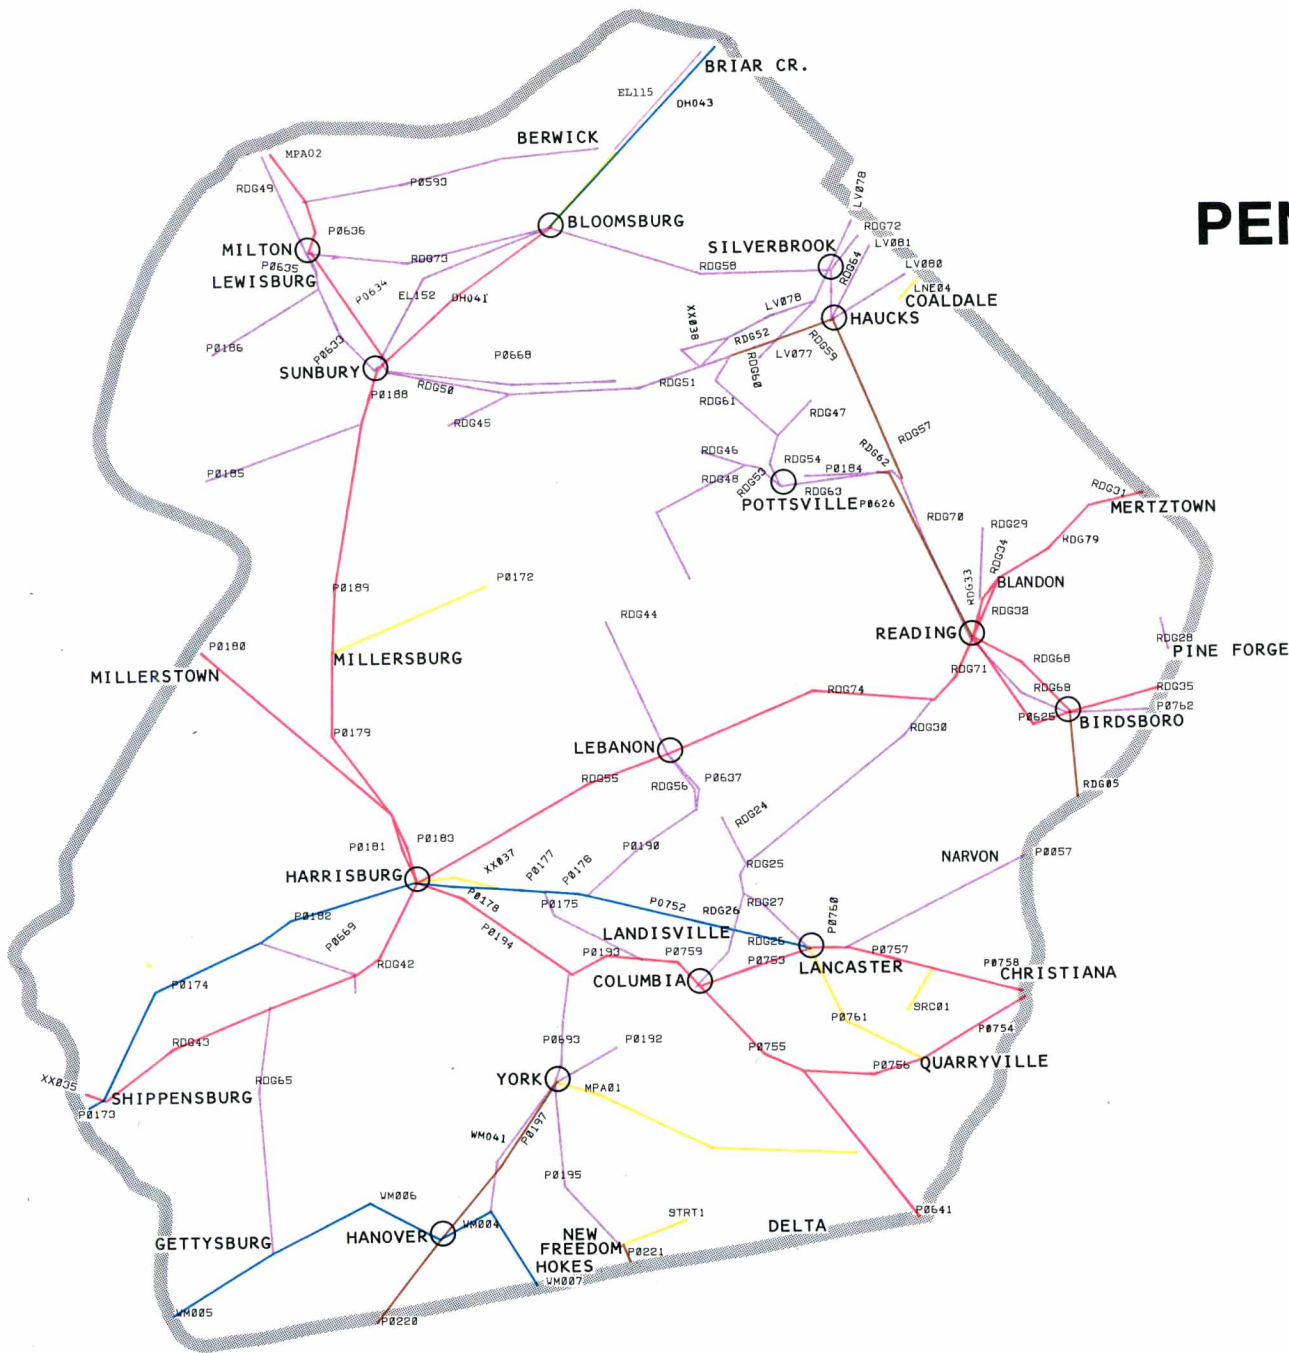 BRIAR CR.
EL115
DH043
BERWICK
MPA02
RDG49
P0593
LV078
PEN
BLOOMSBURG
RDG72
P0636
SILVERBROOK
LV081
MILTON
RDG64
P0635
RDG73
RDG58
LV080
LEWISBURG
P0634
EL152
DH041
LNE04
COALDALE
LV078
HAUCKS
XX038
RDG52
RDG59
P0186
P0633
P0668
LV077
SUNBURY
RDG50
RDG51
RDG60
P0188
RDG61
RDG45
RDG47
RDG57
RDG46
RDG54
P0184
RDG62
P0185
RDG48
RDG53
RDG63
RDG31
POTTSVILLE
P0626
MERTZTOWN
RDG70
RDG29
RDG79
RDG34
P0172
P0189
RDG33
BLANDON
RDG44
RDG32
READING
P0180
RDG28
PINE FORGE
MILLERSBURG
RDG68
MILLERSTOWN
RDG71
RDG74
RDG68
RDG35
P0762
P0625
BIRDSBORO
P0179
RDG30
LEBANON
RDG55
RDG56
P0637
RDG05
RDG24
P0181
P0183
P0190
NARVON
P0057
XX037
P0177
P0176
RDG25
HARRISBURG
P0178
P0175
P0752
RDG26
RDG27
P0760
P0182
P0669
P0194
LANDISVILLE
RDG26
P0193
P0759
P0753
P0757
P0758
RDG42
COLUMBIA
LANCASTER
CHRISTIANA
P0174
SRC01
P0754
RDG43
P0693
P0192
P0755
P0761
P0756
QUARRYVILLE
XX035
RDG65
YORK
MPA01
SHIPPENSBURG
P0173
P0197
WM041
P0195
WM006
STRT1
P0641
DELTA
GETTYSBURG
HANOVER
WM004
NEW
FREEDOM
P0221
HOKES
WM007
WM005
P0220